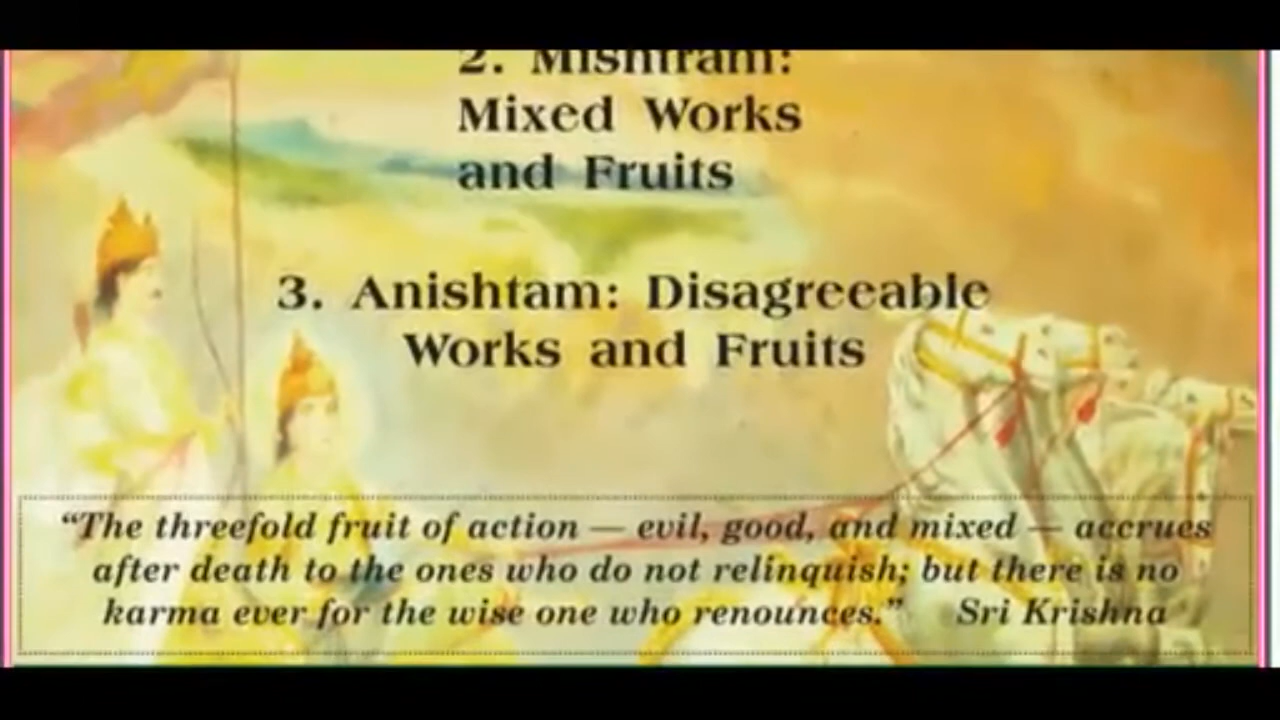 2. Mishtram:
Mixed Works
and Fruits
3. Anishtam: Disagreeable
Works and Fruits
“The threefold fruit of action — evil, good, and mixed — accrues
after death to the ones who do not relinquish; but there is no
karma ever for the wise one who renounces.” Sri Krishna